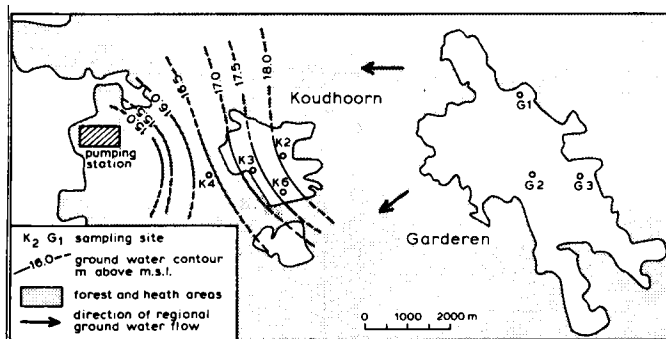 15.0
15.5
16.0
16.5
17.0
17.5
18.0
Koudhoorn
G1
pumping
station
K2
K3
K4
K6
G2
G3
Garderen
K2 G1 sampling site
16.0 ground water contour
m above m.s.l.
forest and heath areas
direction of regional
ground water flow
0 1000 2000 m